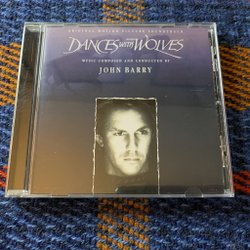 ORIGINAL MOTION PICTURE SOUNDTRACK
DANCES WITH WOLVES
MUSIC COMPOSED AND CONDUCTED BY
JOHN BARRY